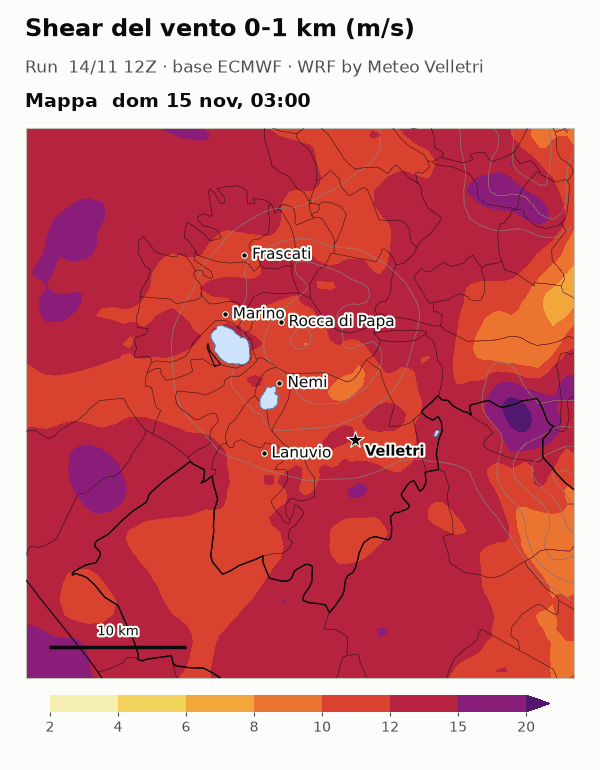 Shear del vento 0-1 km (m/s)
Run  14/11 12Z · base ECMWF · WRF by Meteo Velletri
Mappa  dom 15 nov, 03:00
Frascati
Marino
Rocca di Papa
Nemi
Lanuvio
Velletri
10 km
2 4 6 8 10 12 15 20